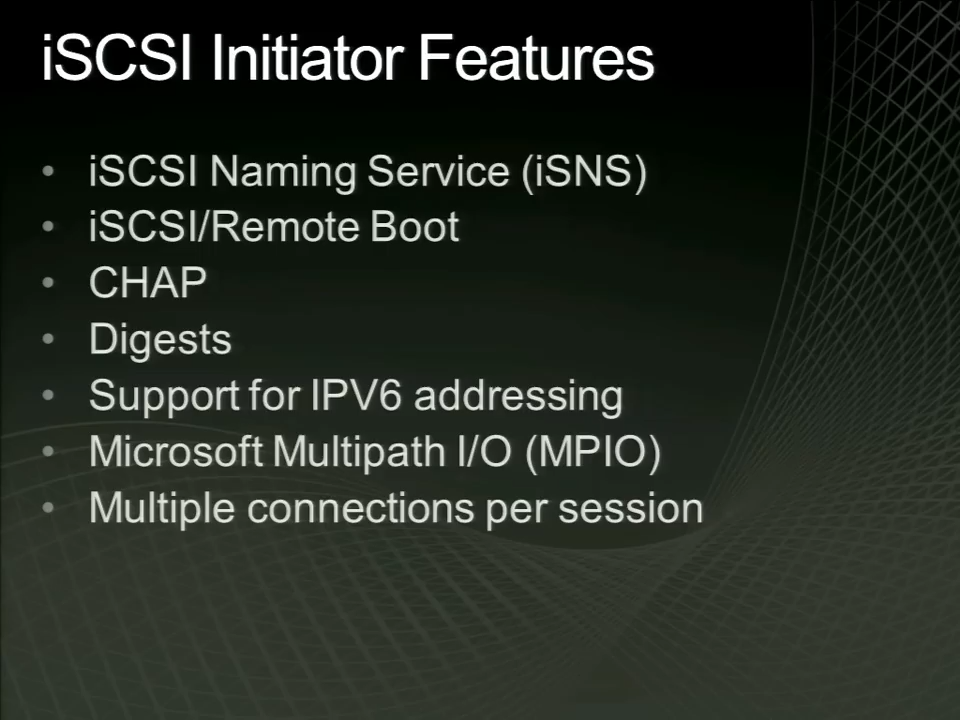 iSCSI Initiator Features
• iSCSI Naming Service (iSNS)
• iSCSI/Remote Boot
• CHAP
• Digests
• Support for IPV6 addressing
• Microsoft Multipath I/O (MPIO)
• Multiple connections per session